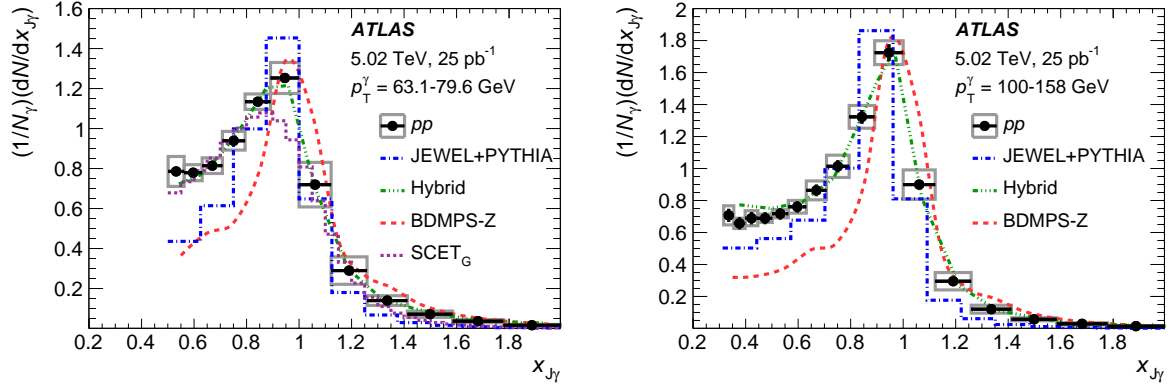 (1/N_γ)(dN/dx_Jγ)
1.6
1.4
1.2
1
0.8
0.6
0.4
0.2
ATLAS
5.02 TeV, 25 pb⁻¹
p_T^γ = 63.1-79.6 GeV
pp
JEWEL+PYTHIA
Hybrid
BDMPS-Z
SCET_G
0.2 0.4 0.6 0.8 1 1.2 1.4 1.6 1.8
x_Jγ
(1/N_γ)(dN/dx_Jγ)
2
1.8
1.6
1.4
1.2
1
0.8
0.6
0.4
0.2
ATLAS
5.02 TeV, 25 pb⁻¹
p_T^γ = 100-158 GeV
pp
JEWEL+PYTHIA
Hybrid
BDMPS-Z
0.2 0.4 0.6 0.8 1 1.2 1.4 1.6 1.8
x_Jγ